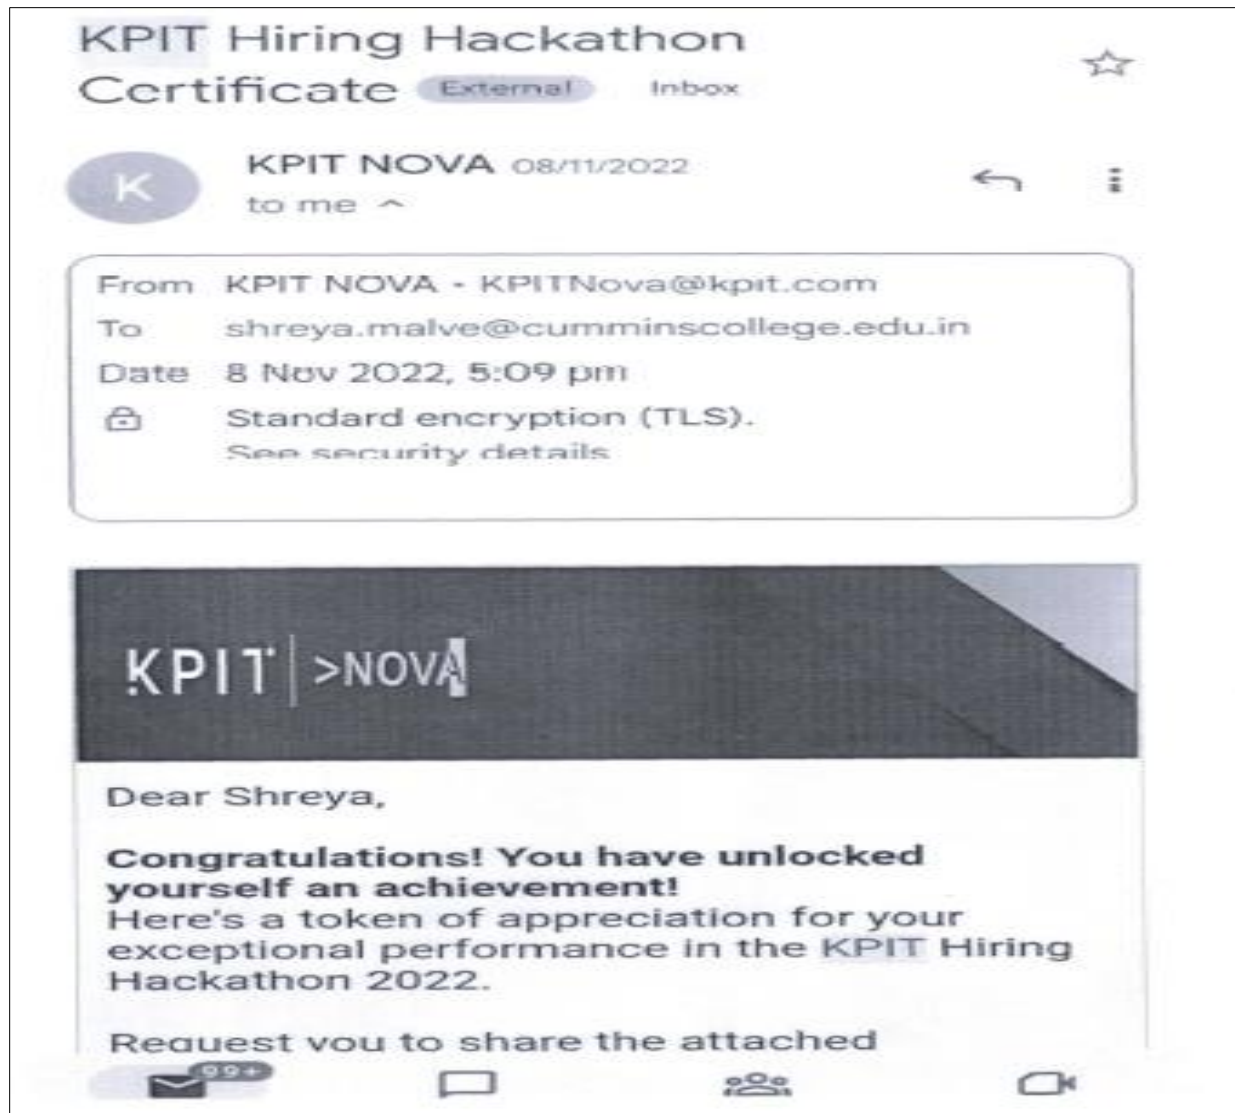 KPIT Hiring Hackathon
Certificate External Inbox
K
KPIT NOVA 08/11/2022
to me
From KPIT NOVA • KPITNova@kpit.com
To shreya.malve@cumminscollege.edu.in
Date 8 Nov 2022, 5:09 pm
Standard encryption (TLS).
See security details
KPIT >NOVA
Dear Shreya,
Congratulations! You have unlocked
yourself an achievement!
Here's a token of appreciation for your
exceptional performance in the KPIT Hiring
Hackathon 2022.
Request you to share the attached
99+